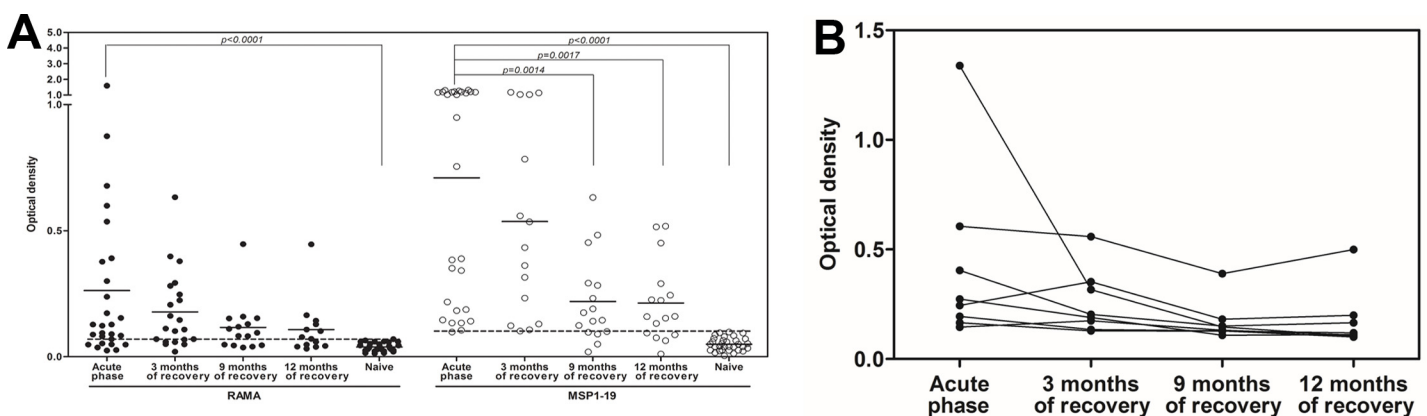 A
5.0
4.0
3.0
2.0
1.0
1.0
0.5
0.0
Optical density
p<0.0001
p<0.0001
p=0.0017
p=0.0014
Acute phase
3 months of recovery
9 months of recovery
12 months of recovery
Naive
Acute phase
3 months of recovery
9 months of recovery
12 months of recovery
Naive
RAMA
MSP1-19
B
1.5
1.0
0.5
0.0
Optical density
Acute phase
3 months of recovery
9 months of recovery
12 months of recovery